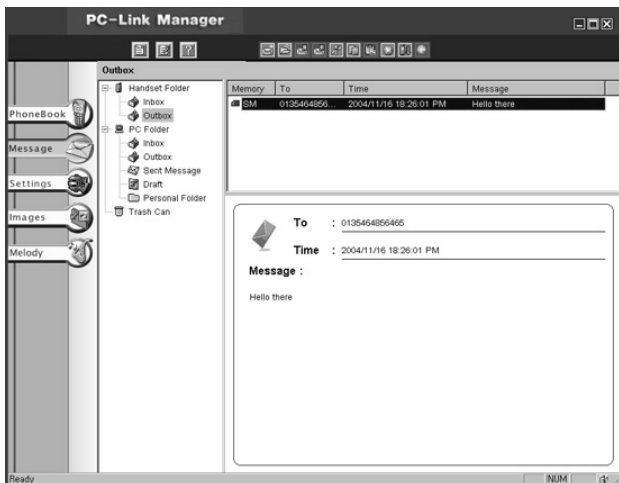 PC-Link Manager
Outbox
PhoneBook
Message
Settings
Images
Melody
Handset Folder
Inbox
Outbox
PC Folder
Inbox
Outbox
Sent Message
Draft
Personal Folder
Trash Can
Memory To Time Message
SM 0135464856... 2004/11/16 18:26:01 PM Hello there
To : 0135464856465
Time : 2004/11/16 18:26:01 PM
Message :
Hello there
Ready NUM